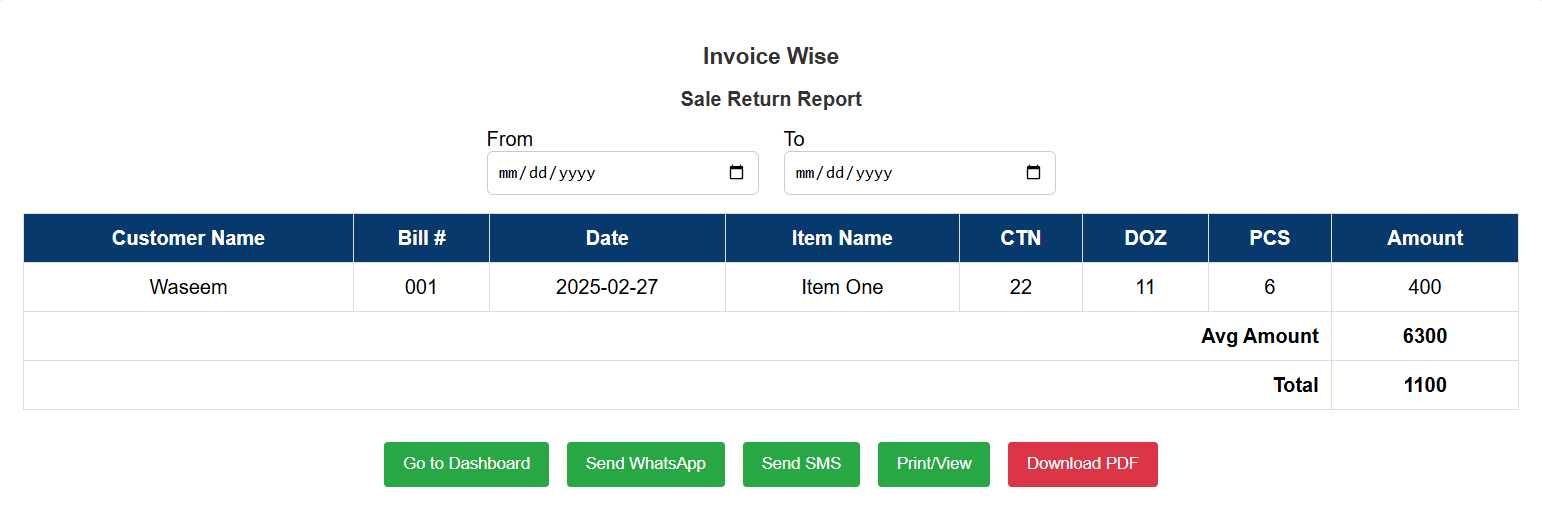 Invoice Wise
Sale Return Report
From To
mm/dd/yyyy mm/dd/yyyy
Customer Name Bill # Date Item Name CTN DOZ PCS Amount
Waseem 001 2025-02-27 Item One 22 11 6 400
Avg Amount 6300
Total 1100
Go to Dashboard Send WhatsApp Send SMS Print/View Download PDF